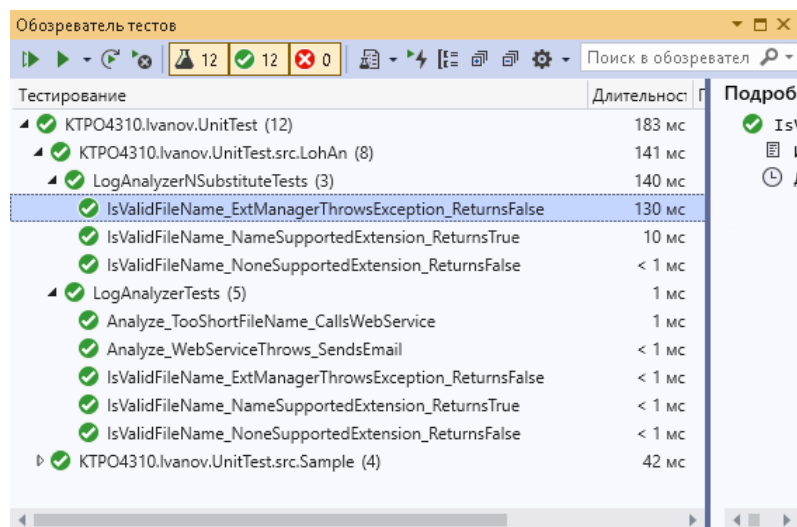 Обозреватель тестов
12 12 0 Поиск в обозревател
Тестирование Длительност Подроб
KTPO4310.Ivanov.UnitTest (12) 183 мс
KTPO4310.Ivanov.UnitTest.src.LohAn (8) 141 мс
LogAnalyzerNSubstituteTests (3) 140 мс
IsValidFileName_ExtManagerThrowsException_ReturnsFalse 130 мс
IsValidFileName_NameSupportedExtension_ReturnsTrue 10 мс
IsValidFileName_NoneSupportedExtension_ReturnsFalse < 1 мс
LogAnalyzerTests (5) 1 мс
Analyze_TooShortFileName_CallsWebService 1 мс
Analyze_WebServiceThrows_SendsEmail < 1 мс
IsValidFileName_ExtManagerThrowsException_ReturnsFalse < 1 мс
IsValidFileName_NameSupportedExtension_ReturnsTrue < 1 мс
IsValidFileName_NoneSupportedExtension_ReturnsFalse < 1 мс
KTPO4310.Ivanov.UnitTest.src.Sample (4) 42 мс